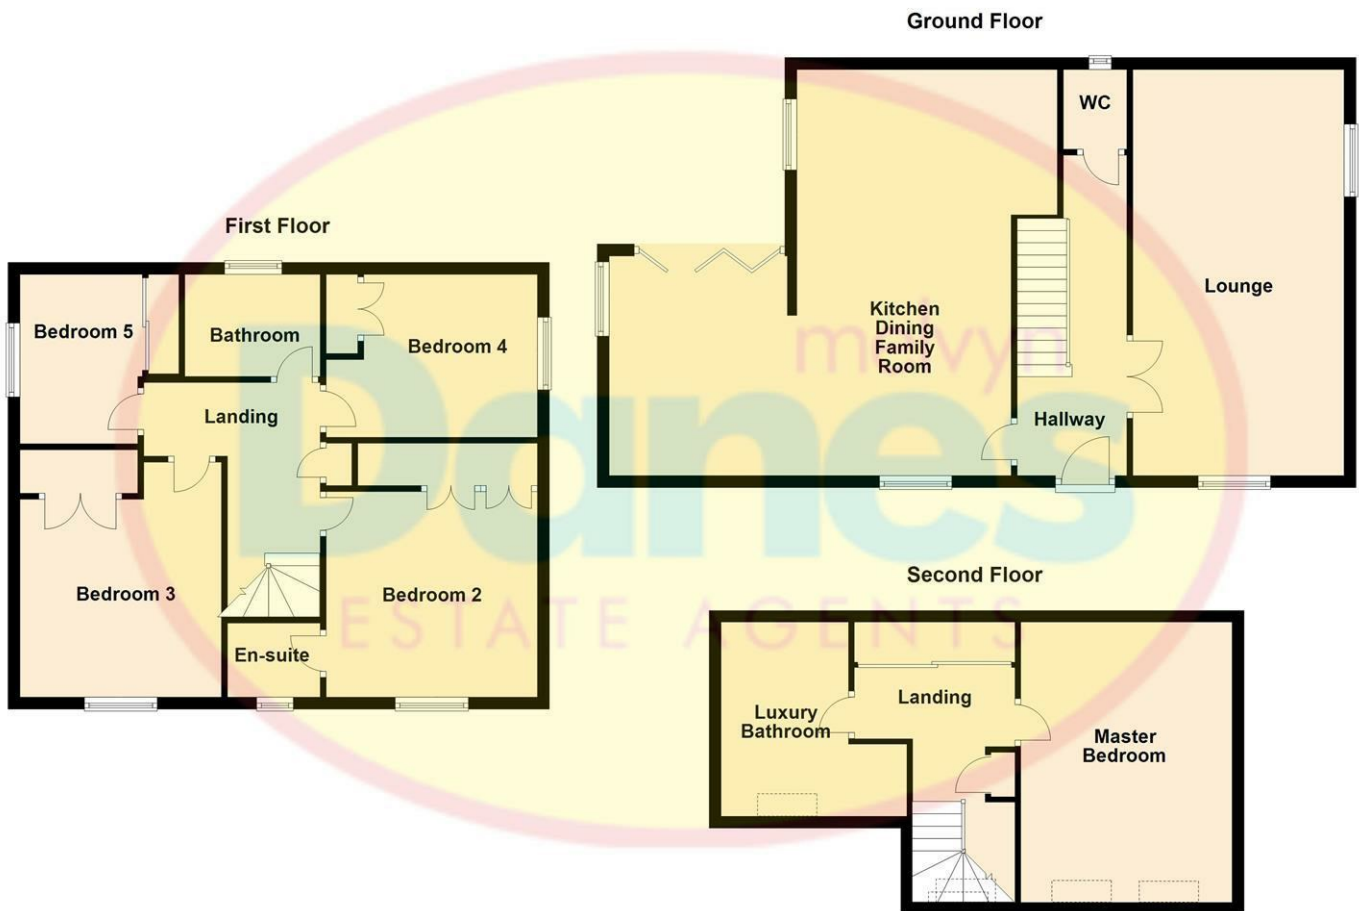 Ground Floor
WC
Lounge
Kitchen
Dining
Family
Room
Hallway
First Floor
Bedroom 5
Bathroom
Bedroom 4
Landing
Bedroom 3
Bedroom 2
En-suite
Second Floor
Luxury
Bathroom
Landing
Master
Bedroom
melvyn
Danes
ESTATE AGENTS